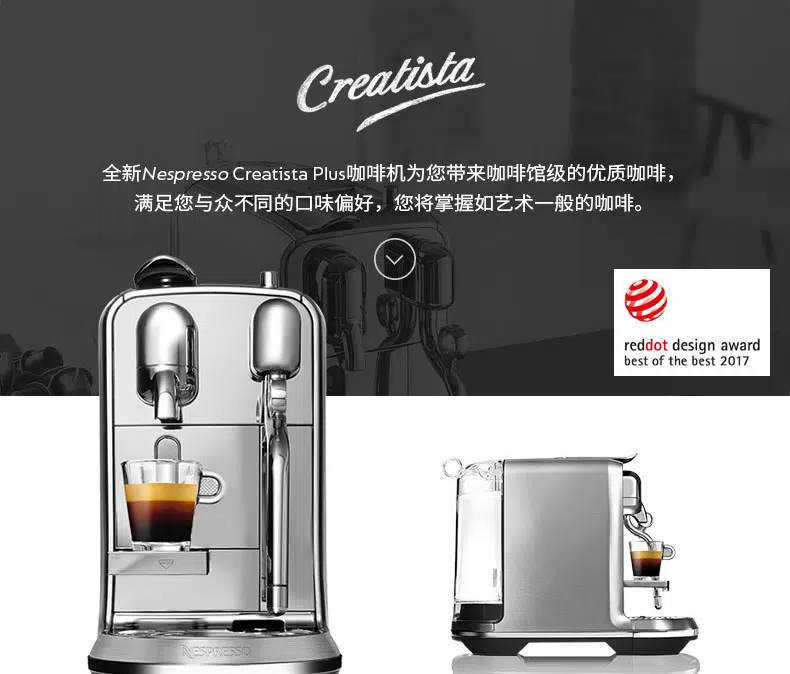 Creatista
全新Nespresso Creatista Plus咖啡机为您带来咖啡馆级的优质咖啡，
满足您与众不同的口味偏好，您将掌握如艺术一般的咖啡。
reddot design award
best of the best 2017
NESPRESSO